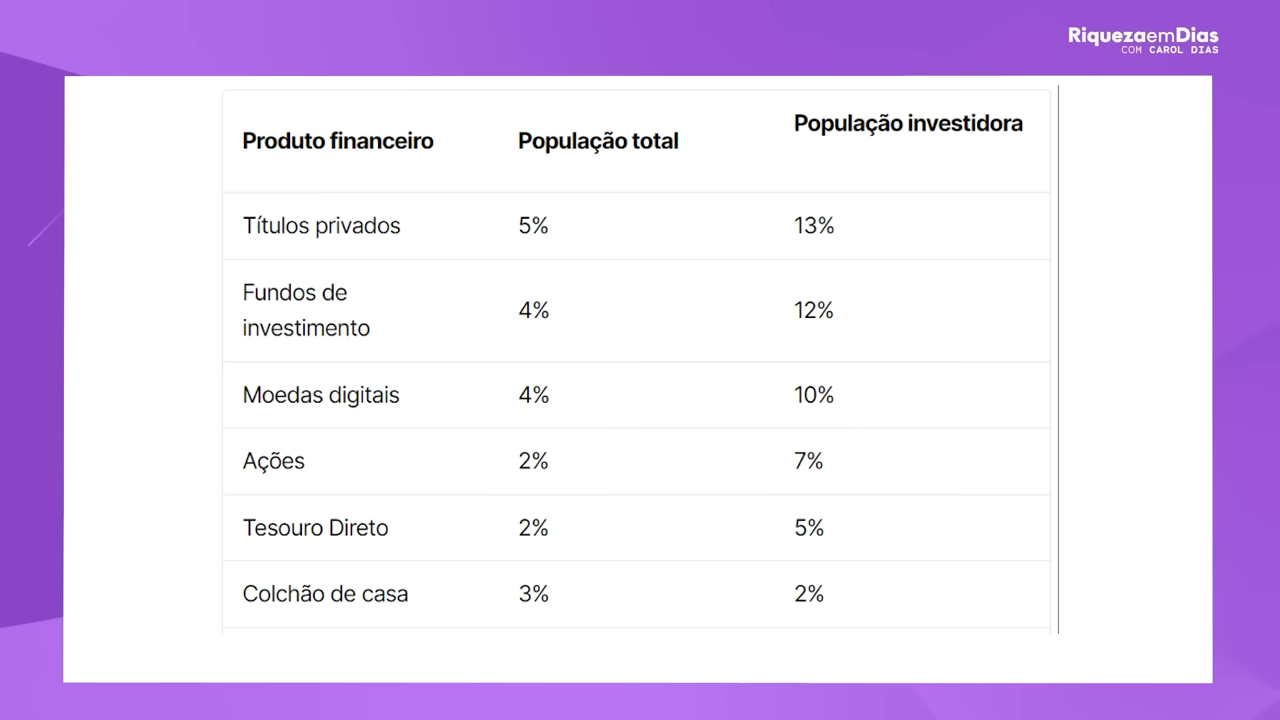 RiquezaemDias
COM CAROL DIAS
Produto financeiro População total População investidora
Títulos privados 5% 13%
Fundos de
investimento 4% 12%
Moedas digitais 4% 10%
Ações 2% 7%
Tesouro Direto 2% 5%
Colchão de casa 3% 2%